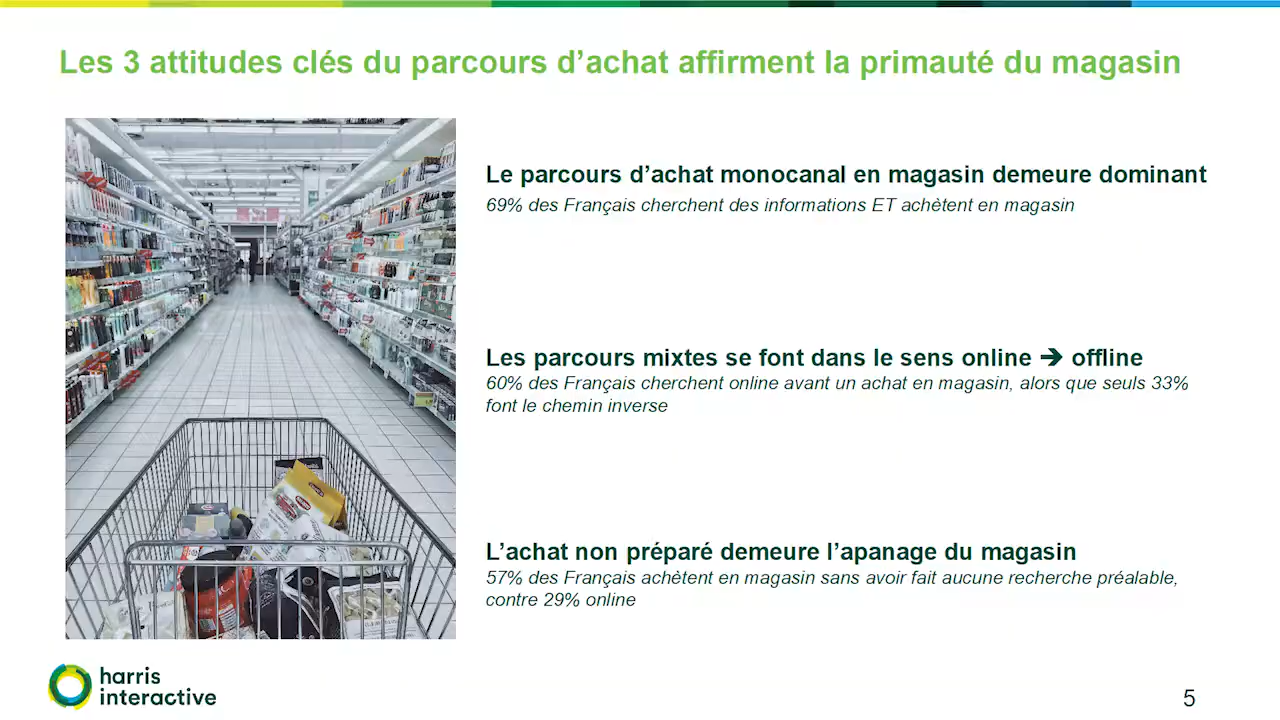 Les 3 attitudes clés du parcours d’achat affirment la primauté du magasin
Le parcours d’achat monocanal en magasin demeure dominant
69% des Français cherchent des informations ET achètent en magasin
Les parcours mixtes se font dans le sens online ➔ offline
60% des Français cherchent online avant un achat en magasin, alors que seuls 33%
font le chemin inverse
L’achat non préparé demeure l’apanage du magasin
57% des Français achètent en magasin sans avoir fait aucune recherche préalable,
contre 29% online
harris
interactive
5